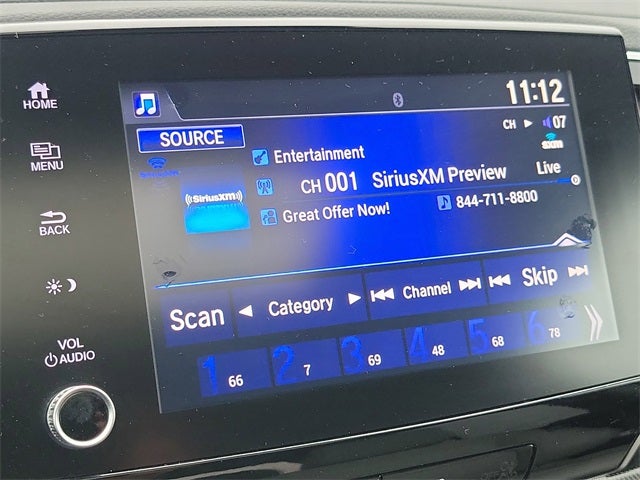 HOME
MENU
BACK
VOL
AUDIO
11:12
SOURCE
CH ▶ 07
sxm
Entertainment
((SiriusXM))
CH 001 SiriusXM Preview Live
Great Offer Now! 844-711-8800
Scan Category Channel Skip
1 66 2 7 3 69 4 48 5 68 6 78